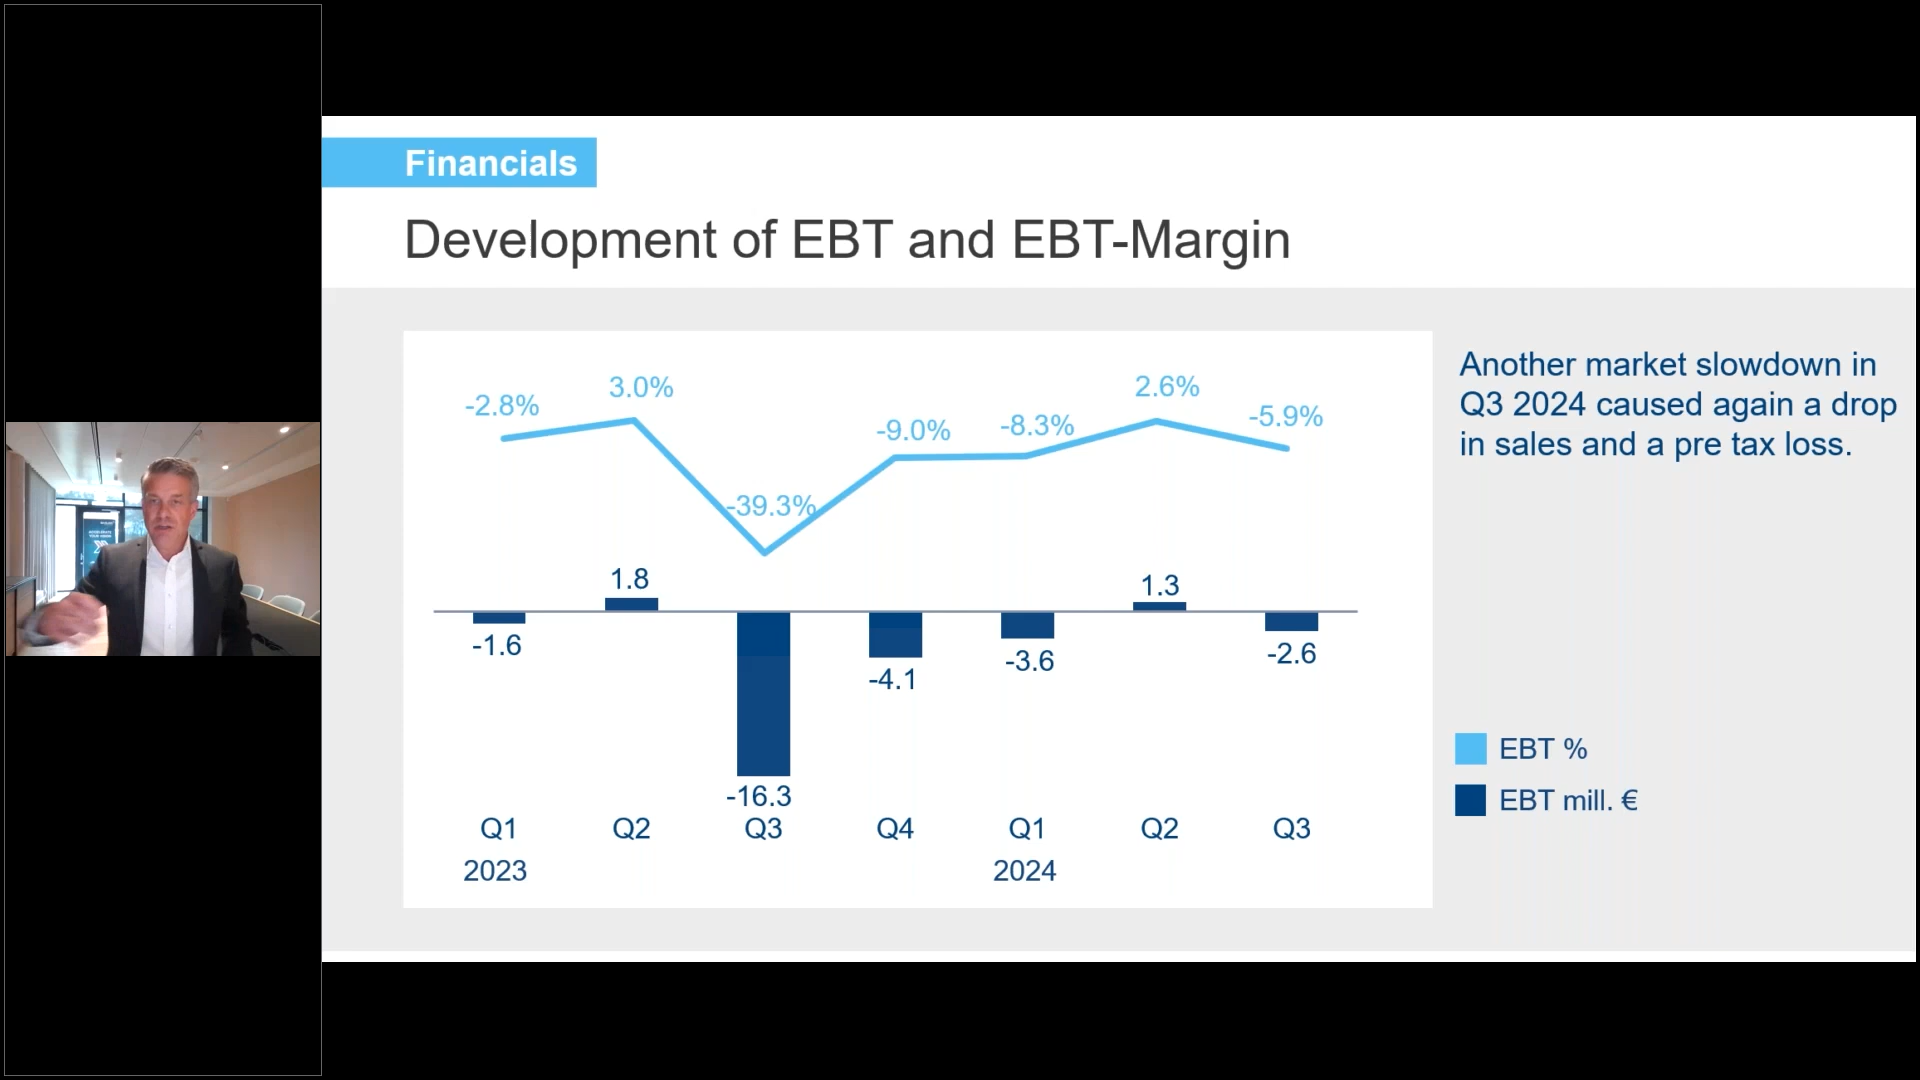 Financials
Development of EBT and EBT-Margin
-2.8%
3.0%
-39.3%
-9.0%
-8.3%
2.6%
-5.9%
-1.6
1.8
-16.3
-4.1
-3.6
1.3
-2.6
Q1 Q2 Q3 Q4 Q1 Q2 Q3
2023 2024
Another market slowdown in
Q3 2024 caused again a drop
in sales and a pre tax loss.
EBT %
EBT mill. €